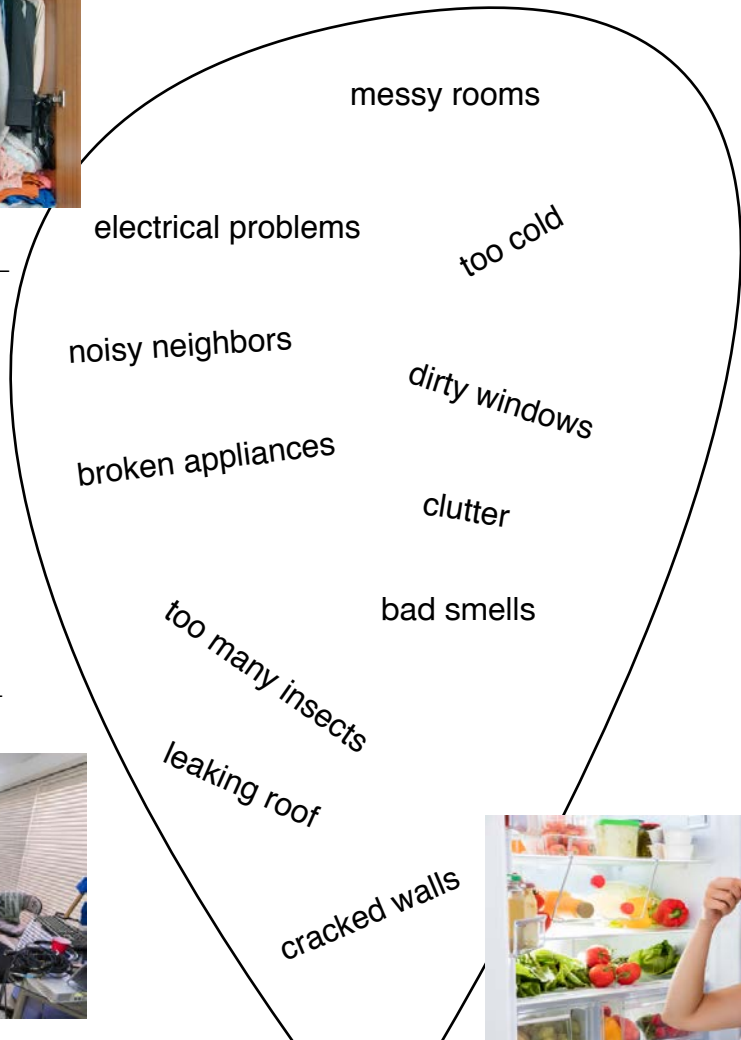 messy rooms
electrical problems
too cold
noisy neighbors
dirty windows
broken appliances
clutter
bad smells
too many insects
leaking roof
cracked walls